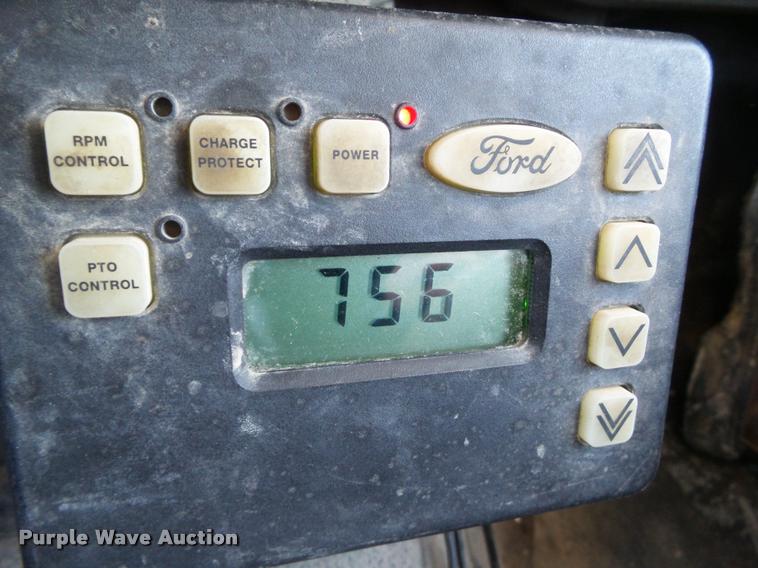 RPM
CONTROL
CHARGE
PROTECT
POWER
Ford
PTO
CONTROL
756
Purple Wave Auction